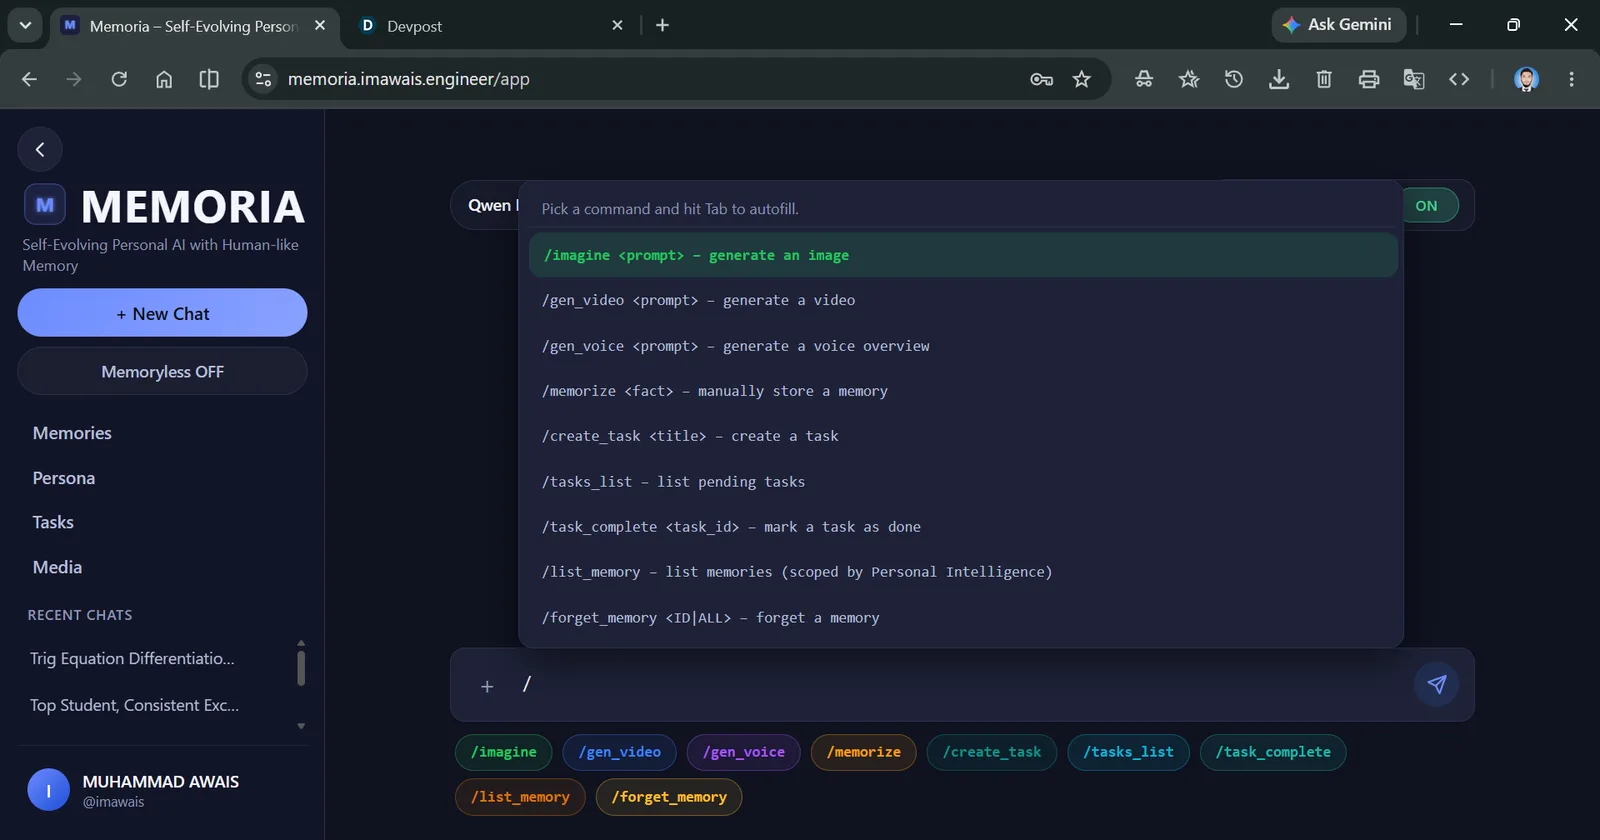 M
Memoria – Self-Evolving Person
D
Devpost
Ask Gemini
memoria.imawais.engineer/app
M
MEMORIA
Self-Evolving Personal AI with Human-like
Memory
+ New Chat
Memoryless OFF
Memories
Persona
Tasks
Media
RECENT CHATS
Trig Equation Differentiatio...
Top Student, Consistent Exc...
I
MUHAMMAD AWAIS
@imawais
Qwen
ON
Pick a command and hit Tab to autofill.
/imagine <prompt> – generate an image
/gen_video <prompt> – generate a video
/gen_voice <prompt> – generate a voice overview
/memorize <fact> – manually store a memory
/create_task <title> – create a task
/tasks_list – list pending tasks
/task_complete <task_id> – mark a task as done
/list_memory – list memories (scoped by Personal Intelligence)
/forget_memory <ID|ALL> – forget a memory
+ /
/imagine /gen_video /gen_voice /memorize /create_task /tasks_list /task_complete
/list_memory /forget_memory